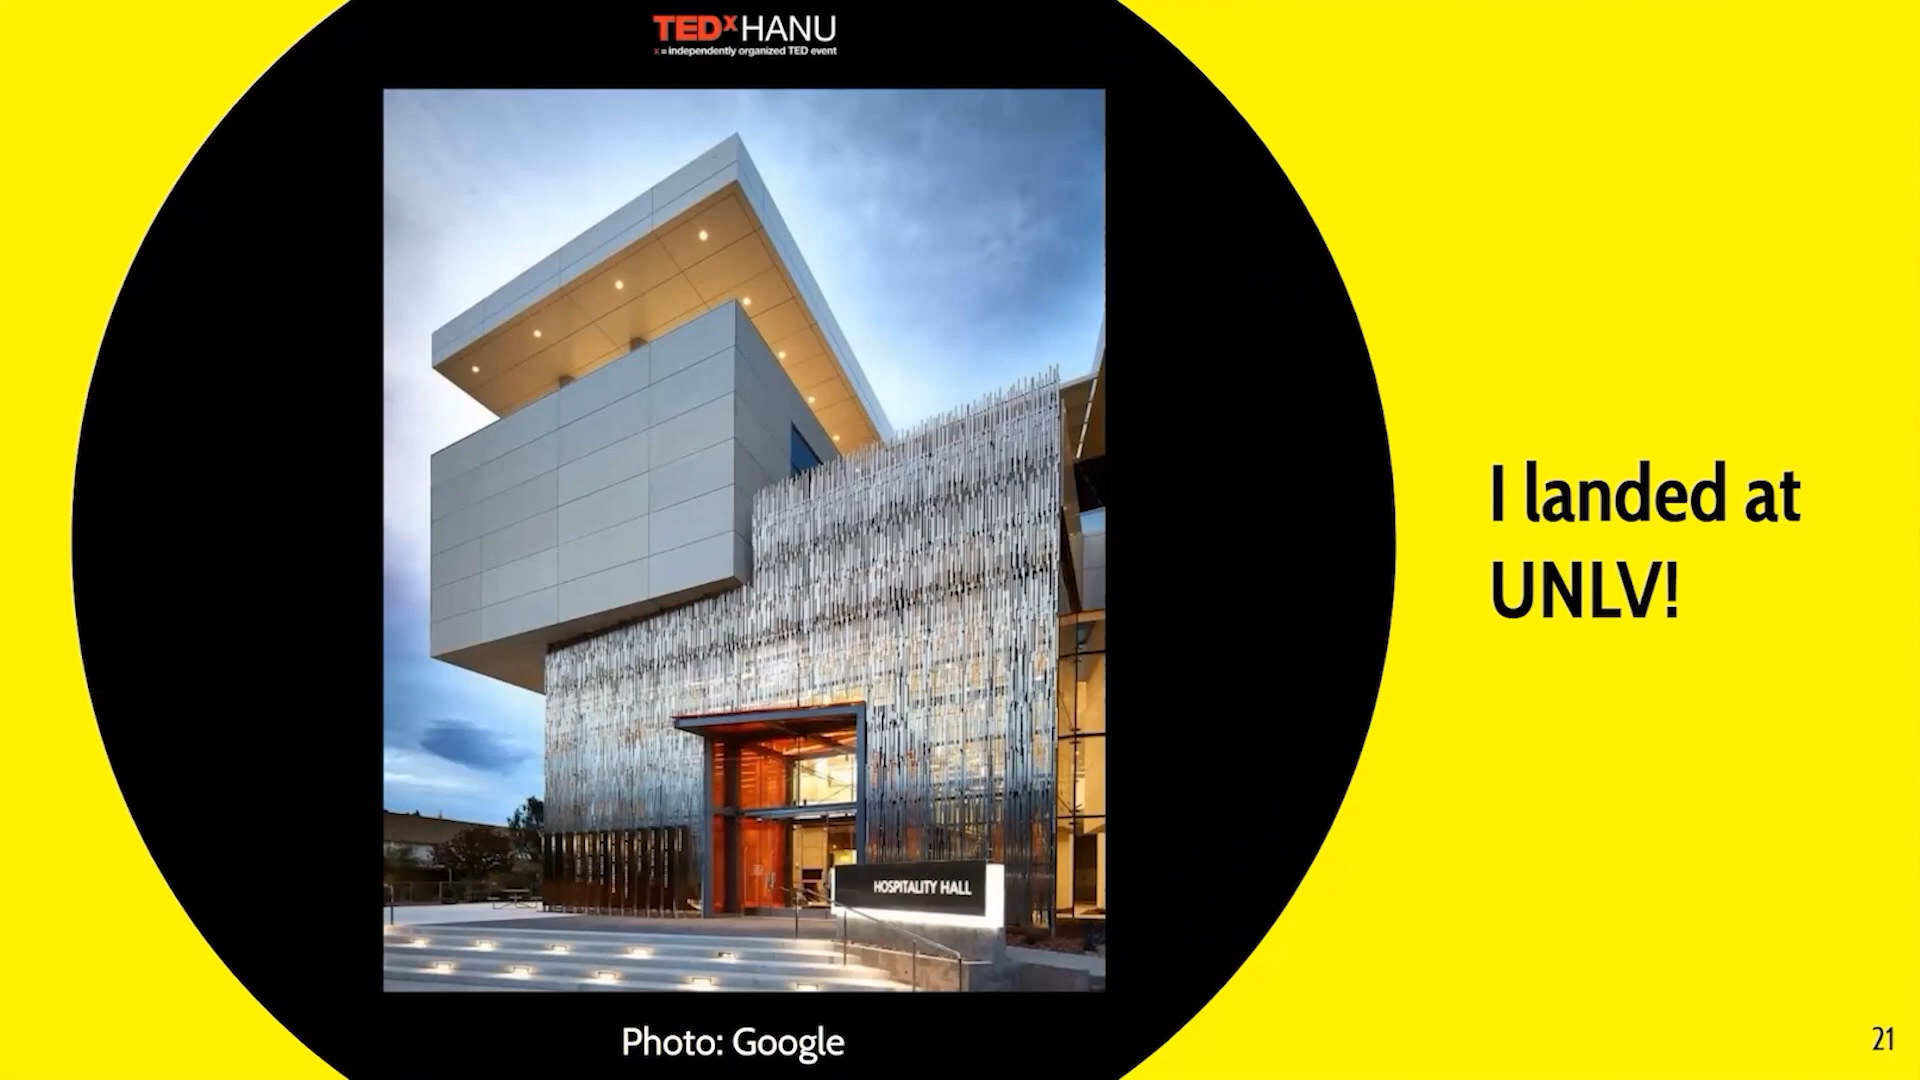 TEDxHANU
x = independently organized TED event
HOSPITALITY HALL
Photo: Google
I landed at
UNLV!
21